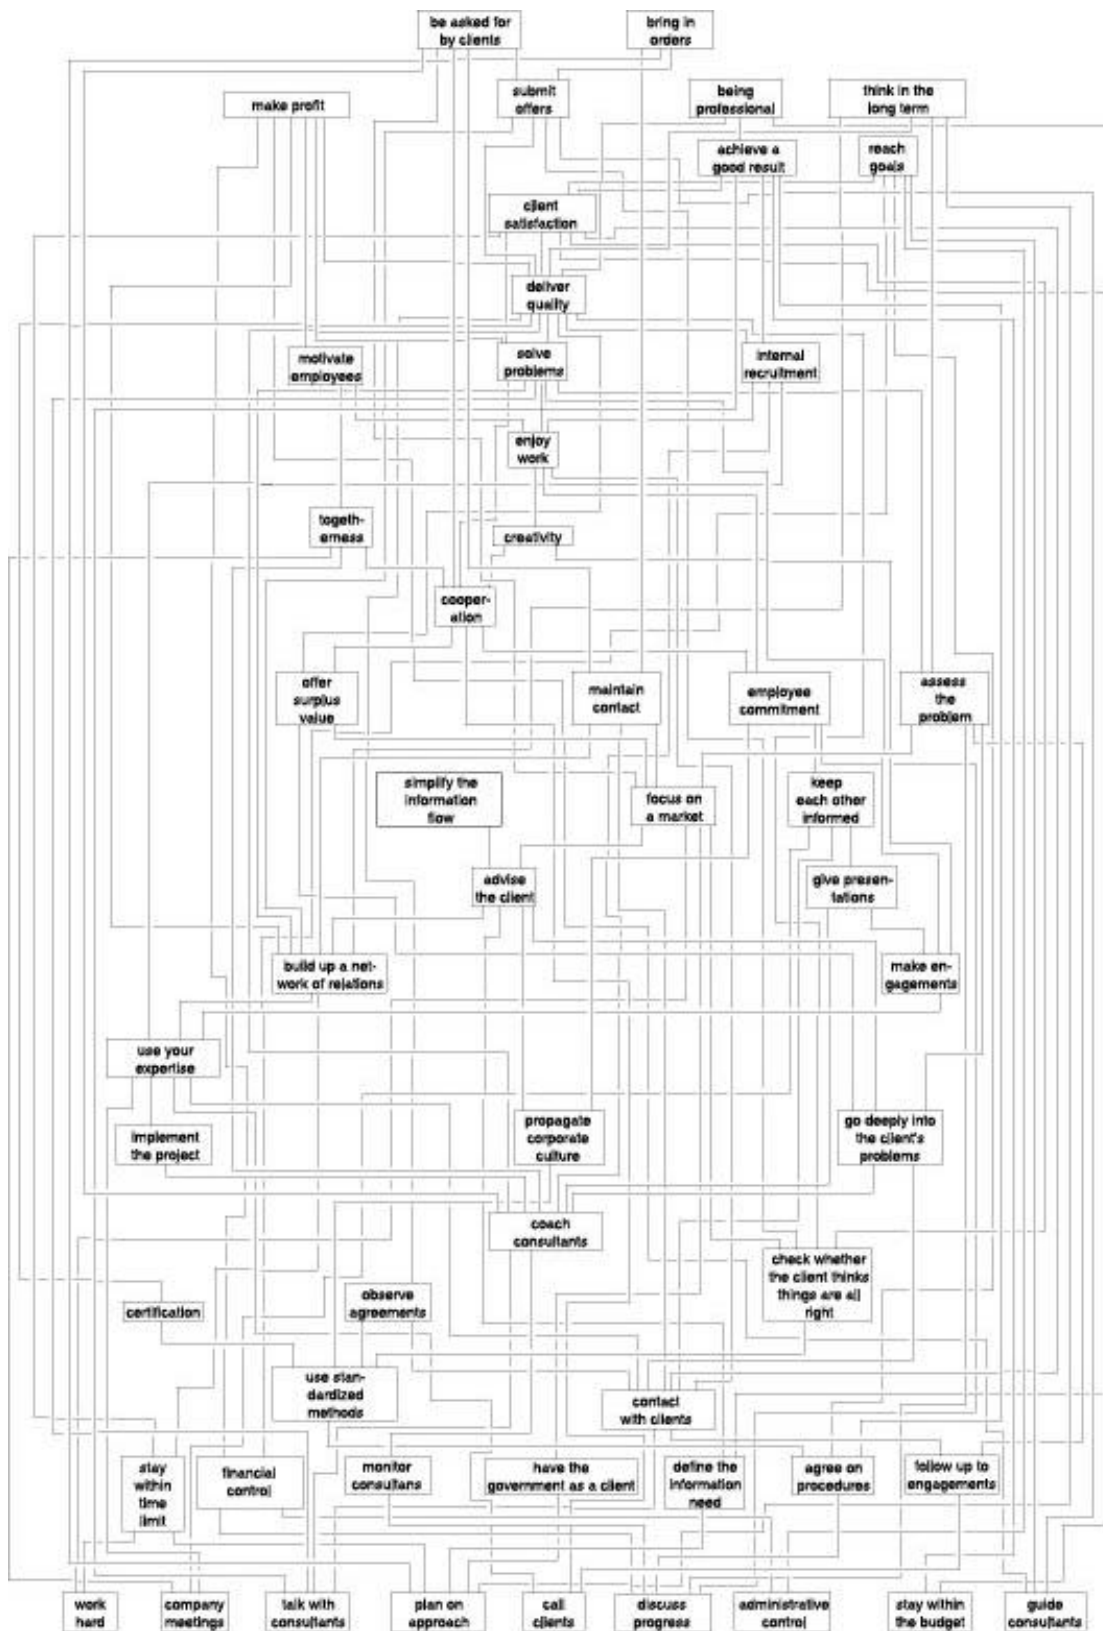 be asked for
by clients
bring in
orders
make profit
submit
offers
being
professional
think in the
long term
achieve a
good result
reach
goals
client
satisfaction
deliver
quality
motivate
employees
solve
problems
internal
recruitment
enjoy
work
togeth-
erness
creativity
cooper-
ation
offer
surplus
value
maintain
contact
employee
commitment
assess
the
problem
simplify the
information
flow
focus on
a market
keep
each other
informed
advise
the client
give presen-
tations
build up a net-
work of relations
make en-
gagements
use your
expertise
implement
the project
propagate
corporate
culture
go deeply into
the client's
problems
coach
consultants
check whether
the client thinks
things are all
right
certification
observe
agreements
use stan-
dardized
methods
contact
with clients
stay
within
time
limit
financial
control
monitor
consultans
have the
government as a client
define the
information
need
agree on
procedures
follow up to
engagements
work
hard
company
meetings
talk with
consultants
plan on
approach
call
clients
discuss
progress
administrative
control
stay within
the budget
guide
consultants